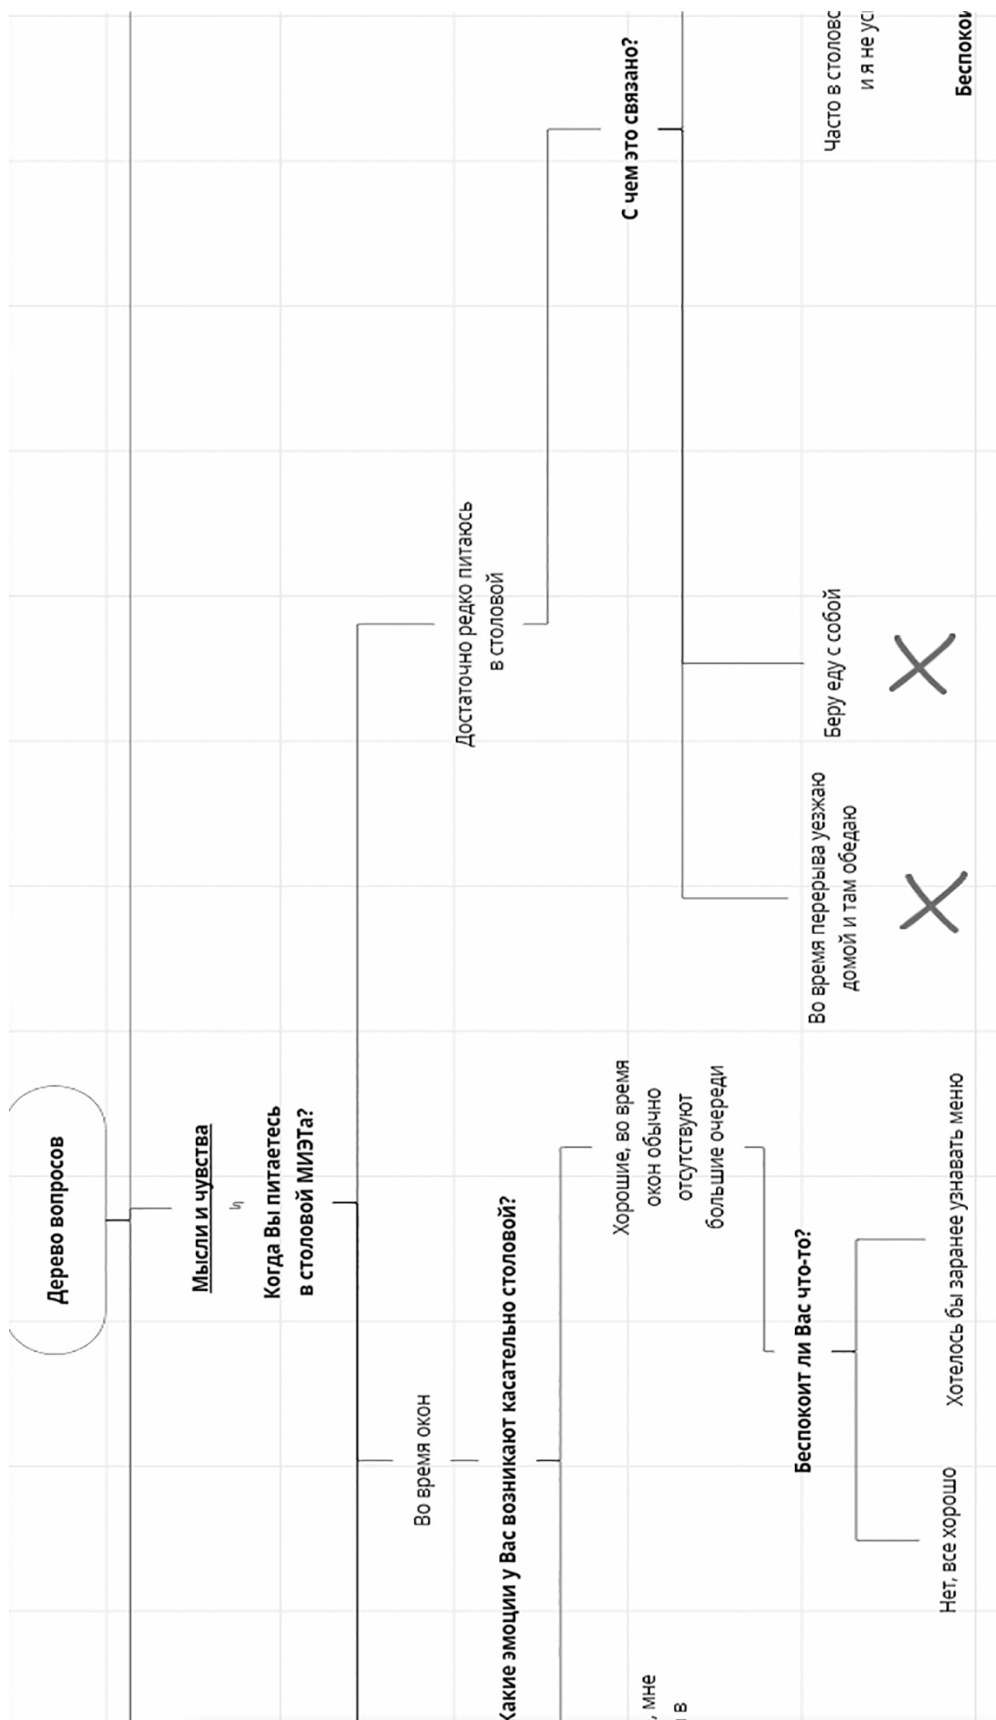 Дерево вопросов
Мысли и чувства
Когда Вы питаетесь
в столовой МИЭТа?
Во время окон
Достаточно редко питаюсь
в столовой
Какие эмоции у Вас возникают касательно столовой?
С чем это связано?
, мне
в
Хорошие, во время
окон обычно
отсутствуют
большие очереди
Беспокоит ли Вас что-то?
Нет, все хорошо
Хотелось бы заранее узнавать меню
Во время перерыва уезжаю
домой и там обедаю
Беру еду с собой
Часто в столово
и я не ус
Беспокои